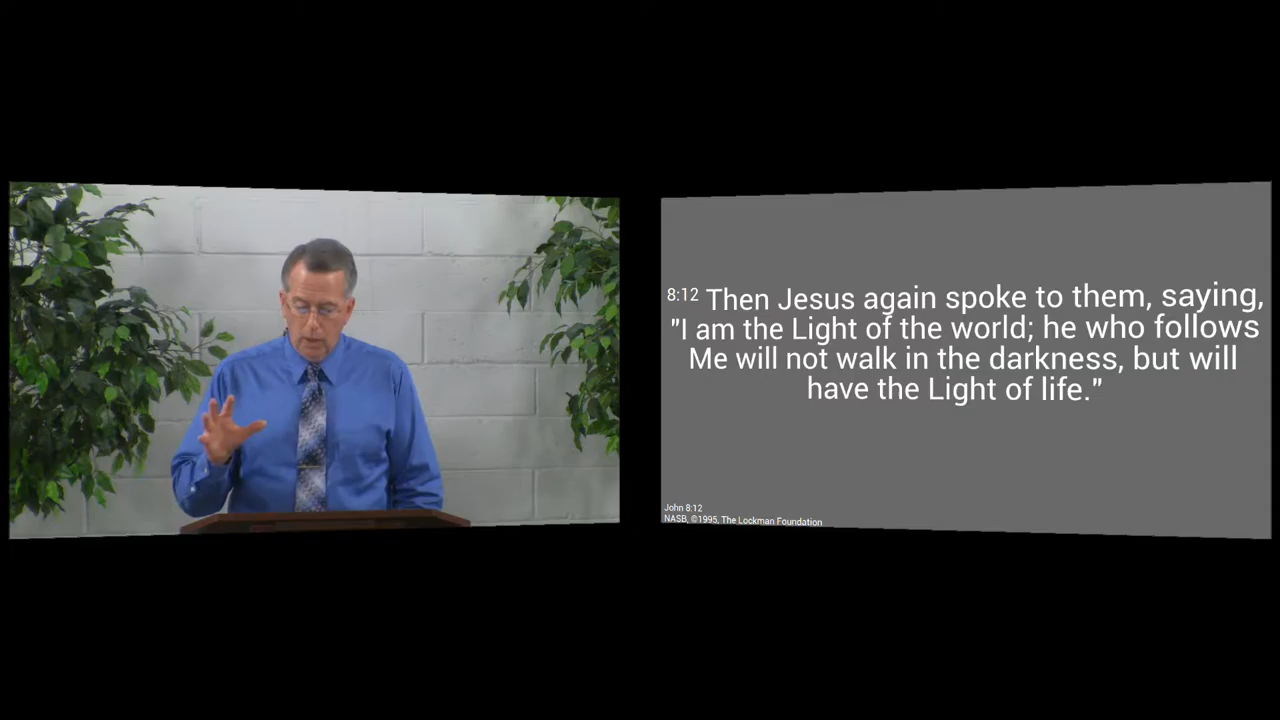 8:12 Then Jesus again spoke to them, saying,
"I am the Light of the world; he who follows
Me will not walk in the darkness, but will
have the Light of life."
John 8:12
NASB, ©1995, The Lockman Foundation